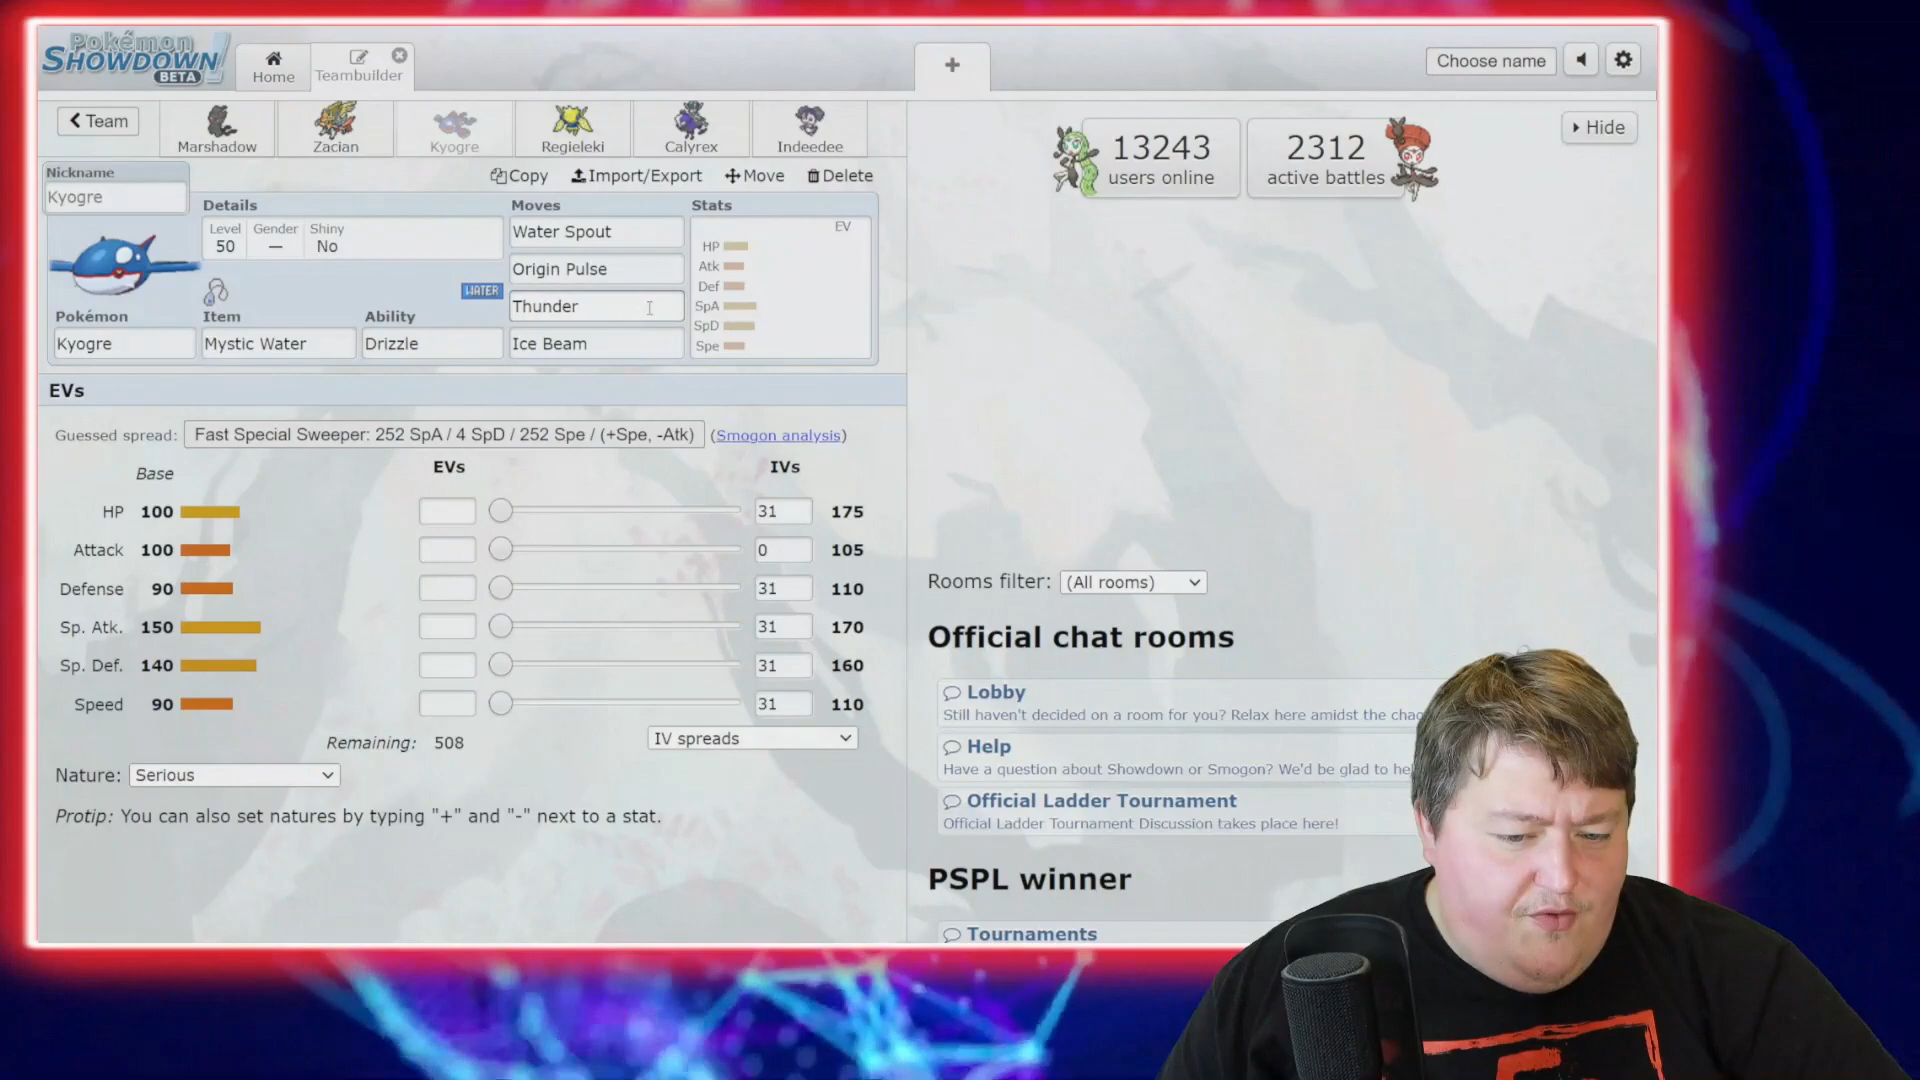 Pokémon
SHOWDOWN!
BETA
Home
Teambuilder
+
Choose name
Team
Marshadow
Zacian
Kyogre
Regieleki
Calyrex
Indeedee
13243
users online
2312
active battles
Hide
Nickname
Kyogre
Copy
Import/Export
Move
Delete
Details
Level
50
Gender
—
Shiny
No
WATER
Pokémon
Kyogre
Item
Mystic Water
Ability
Drizzle
Moves
Water Spout
Origin Pulse
Thunder
Ice Beam
Stats
EV
HP
Atk
Def
SpA
SpD
Spe
EVs
Guessed spread: Fast Special Sweeper: 252 SpA / 4 SpD / 252 Spe / (+Spe, -Atk) (Smogon analysis)
Base EVs IVs
HP 100 31 175
Attack 100 0 105
Defense 90 31 110
Sp. Atk. 150 31 170
Sp. Def. 140 31 160
Speed 90 31 110
Remaining: 508
IV spreads
Nature: Serious
Protip: You can also set natures by typing "+" and "-" next to a stat.
Rooms filter: (All rooms)
Official chat rooms
Lobby
Still haven't decided on a room for you? Relax here amidst the chao
Help
Have a question about Showdown or Smogon? We'd be glad to he
Official Ladder Tournament
Official Ladder Tournament Discussion takes place here!
PSPL winner
Tournaments